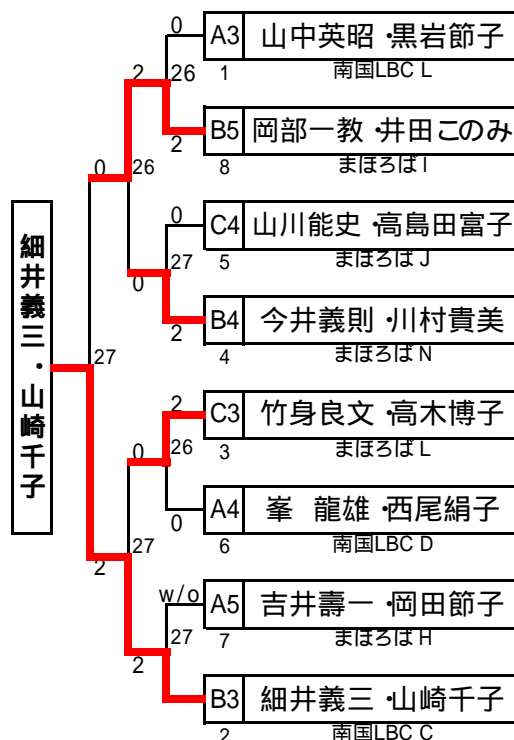 0
A3 山中英昭・黒岩節子
2 26 1 南国LBC L
2 B5 岡部一教・井田このみ
0 26 8 まほろば I
0 C4 山川能史・高島田富子
0 27 5 まほろば J
2 B4 今井義則・川村貴美
4 まほろば N
細井義三・山崎千子
27
2 C3 竹身良文・高木博子
0 26 3 まほろば L
0 A4 峯 龍雄・西尾絹子
27 6 南国LBC D
2
w/o A5 吉井壽一・岡田節子
2 27 7 まほろば H
B3 細井義三・山崎千子
2 南国LBC C